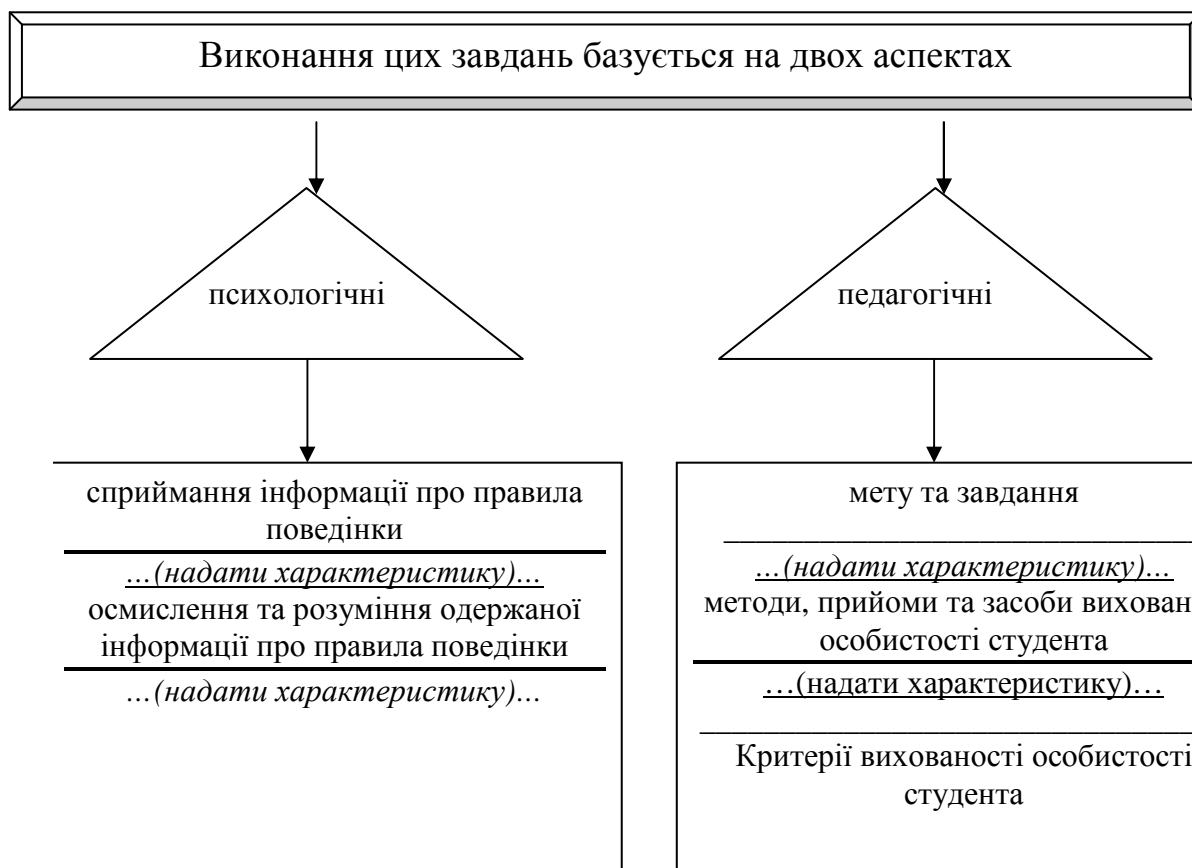 Виконання цих завдань базується на двох аспектах
психологічні
педагогічні
сприймання інформації про правила
поведінки
…(надати характеристику)…
осмислення та розуміння одержаної
інформації про правила поведінки
…(надати характеристику)…
мету та завдання
…(надати характеристику)…
методи, прийоми та засоби вихован
особистості студента
…(надати характеристику)…
Критерії вихованості особистості
студента